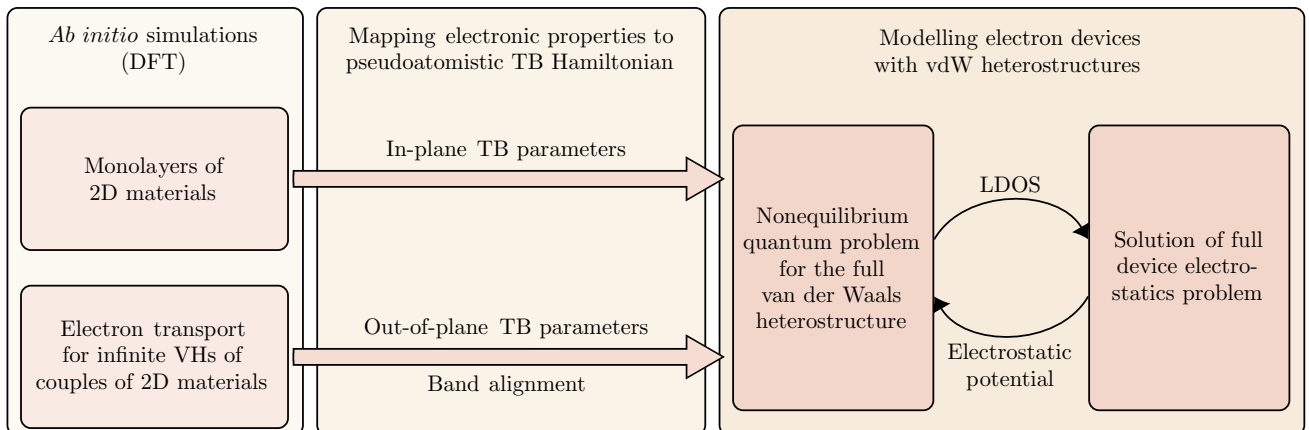 Ab initio simulations
(DFT)
Monolayers of
2D materials
Electron transport
for infinite VHs of
couples of 2D materials
Mapping electronic properties to
pseudoatomistic TB Hamiltonian
In-plane TB parameters
Out-of-plane TB parameters
Band alignment
Modelling electron devices
with vdW heterostructures
Nonequilibrium
quantum problem
for the full
van der Waals
heterostructure
LDOS
Electrostatic
potential
Solution of full
device electro-
statics problem